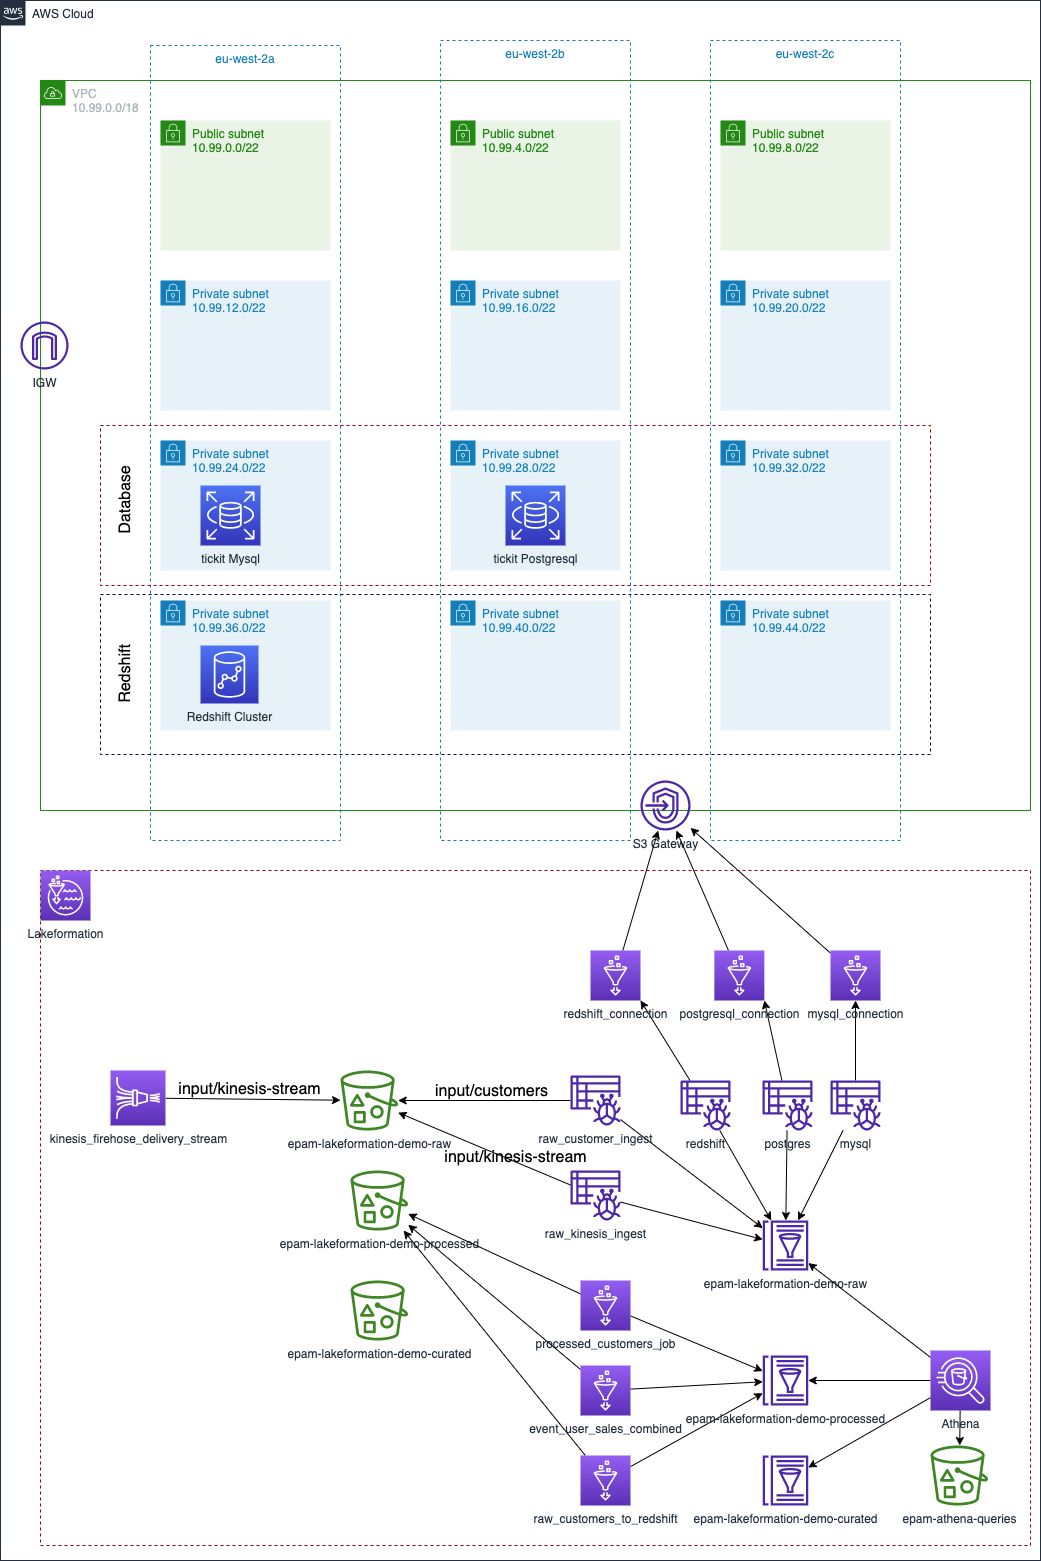 aws
AWS Cloud
eu-west-2a
eu-west-2b
eu-west-2c
VPC
10.99.0.0/18
Public subnet
10.99.0.0/22
Public subnet
10.99.4.0/22
Public subnet
10.99.8.0/22
Private subnet
10.99.12.0/22
Private subnet
10.99.16.0/22
Private subnet
10.99.20.0/22
IGW
Database
Private subnet
10.99.24.0/22
tickit Mysql
Private subnet
10.99.28.0/22
tickit Postgresql
Private subnet
10.99.32.0/22
Redshift
Private subnet
10.99.36.0/22
Redshift Cluster
Private subnet
10.99.40.0/22
Private subnet
10.99.44.0/22
S3 Gateway
Lakeformation
redshift_connection
postgresql_connection
mysql_connection
input/kinesis-stream
input/customers
kinesis_firehose_delivery_stream
epam-lakeformation-demo-raw
raw_customer_ingest
redshift
postgres
mysql
input/kinesis-stream
raw_kinesis_ingest
epam-lakeformation-demo-processed
epam-lakeformation-demo-raw
processed_customers_job
epam-lakeformation-demo-curated
event_user_sales_combined
epam-lakeformation-demo-processed
Athena
raw_customers_to_redshift
epam-lakeformation-demo-curated
epam-athena-queries